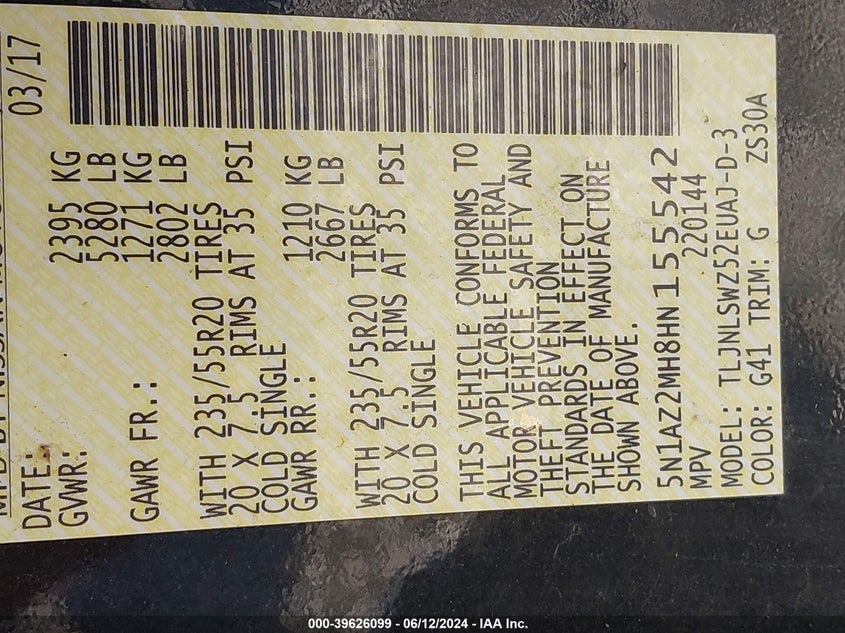 DATE: 03/17
GVWR: 2395 KG
5280 LB
GAWR FR.: 1271 KG
2802 LB
WITH 235/55R20 TIRES
20 X 7.5 RIMS AT 35 PSI
COLD SINGLE
GAWR RR.: 1210 KG
2667 LB
WITH 235/55R20 TIRES
20 X 7.5 RIMS AT 35 PSI
COLD SINGLE
THIS VEHICLE CONFORMS TO
ALL APPLICABLE FEDERAL
MOTOR VEHICLE SAFETY AND
THEFT PREVENTION
STANDARDS IN EFFECT ON
THE DATE OF MANUFACTURE
SHOWN ABOVE.
5N1AZ2MH8HN155542
MPV 220144
MODEL: TLJNLSWZ52EUAJ-D-3
COLOR: G41 TRIM: G ZS30A
000-39626099 - 06/12/2024 - IAA Inc.